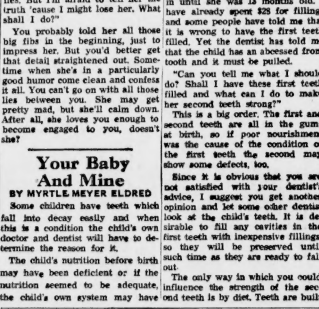 truth 'cause I might lose her. What
shall I do?"
You probably told her all those
big fibs in the beginning, just to
impress her. But you'd better get
that detail straightened out. Some-
time when she's in a particularly
good humor come clean and confess
it all. You can't go on with all those
lies between you. She may get
pretty mad, but she'll calm down.
After all, she loves you enough to
become engaged to you, doesn't
she?
Your Baby
And Mine
BY MYRTLE MEYER ELDRED
Some children have teeth which
fall into decay easily and when
this is a condition the child's own
doctor and dentist will have to de-
termine the reason for it.
The child's nutrition before birth
may have been deficient or if the
nutrition seemed to be adequate,
the child's own system may have
in until she was 18 months old.
have already spent $25 for filling
and some people have told me tha
it is wrong to have the first teet
filled. Yet the dentist has told m
that the child has an abscessed fron
tooth and it must be pulled.
"Can you tell me what I shoul
do? Shall I have these first teet
filled and what can I do to mak
her second teeth strong?"
This is a big order. The first an
second teeth are all in the gum
at birth, so if poor nourishmen
was the cause of the condition o
the first teeth the second ma
show some defects, too.
Since it is obvious that you ar
not satisfied with your dentist'
advice, I suggest you get anothe
opinion and let some other dentis
look at the child's teeth. It is de
sirable to fill any cavities in th
first teeth with inexpensive filling
so they will be preserved unti
such time as they are ready to fal
out.
The only way in which you coul
influence the strength of the sec
ond teeth is by diet. Teeth are buil